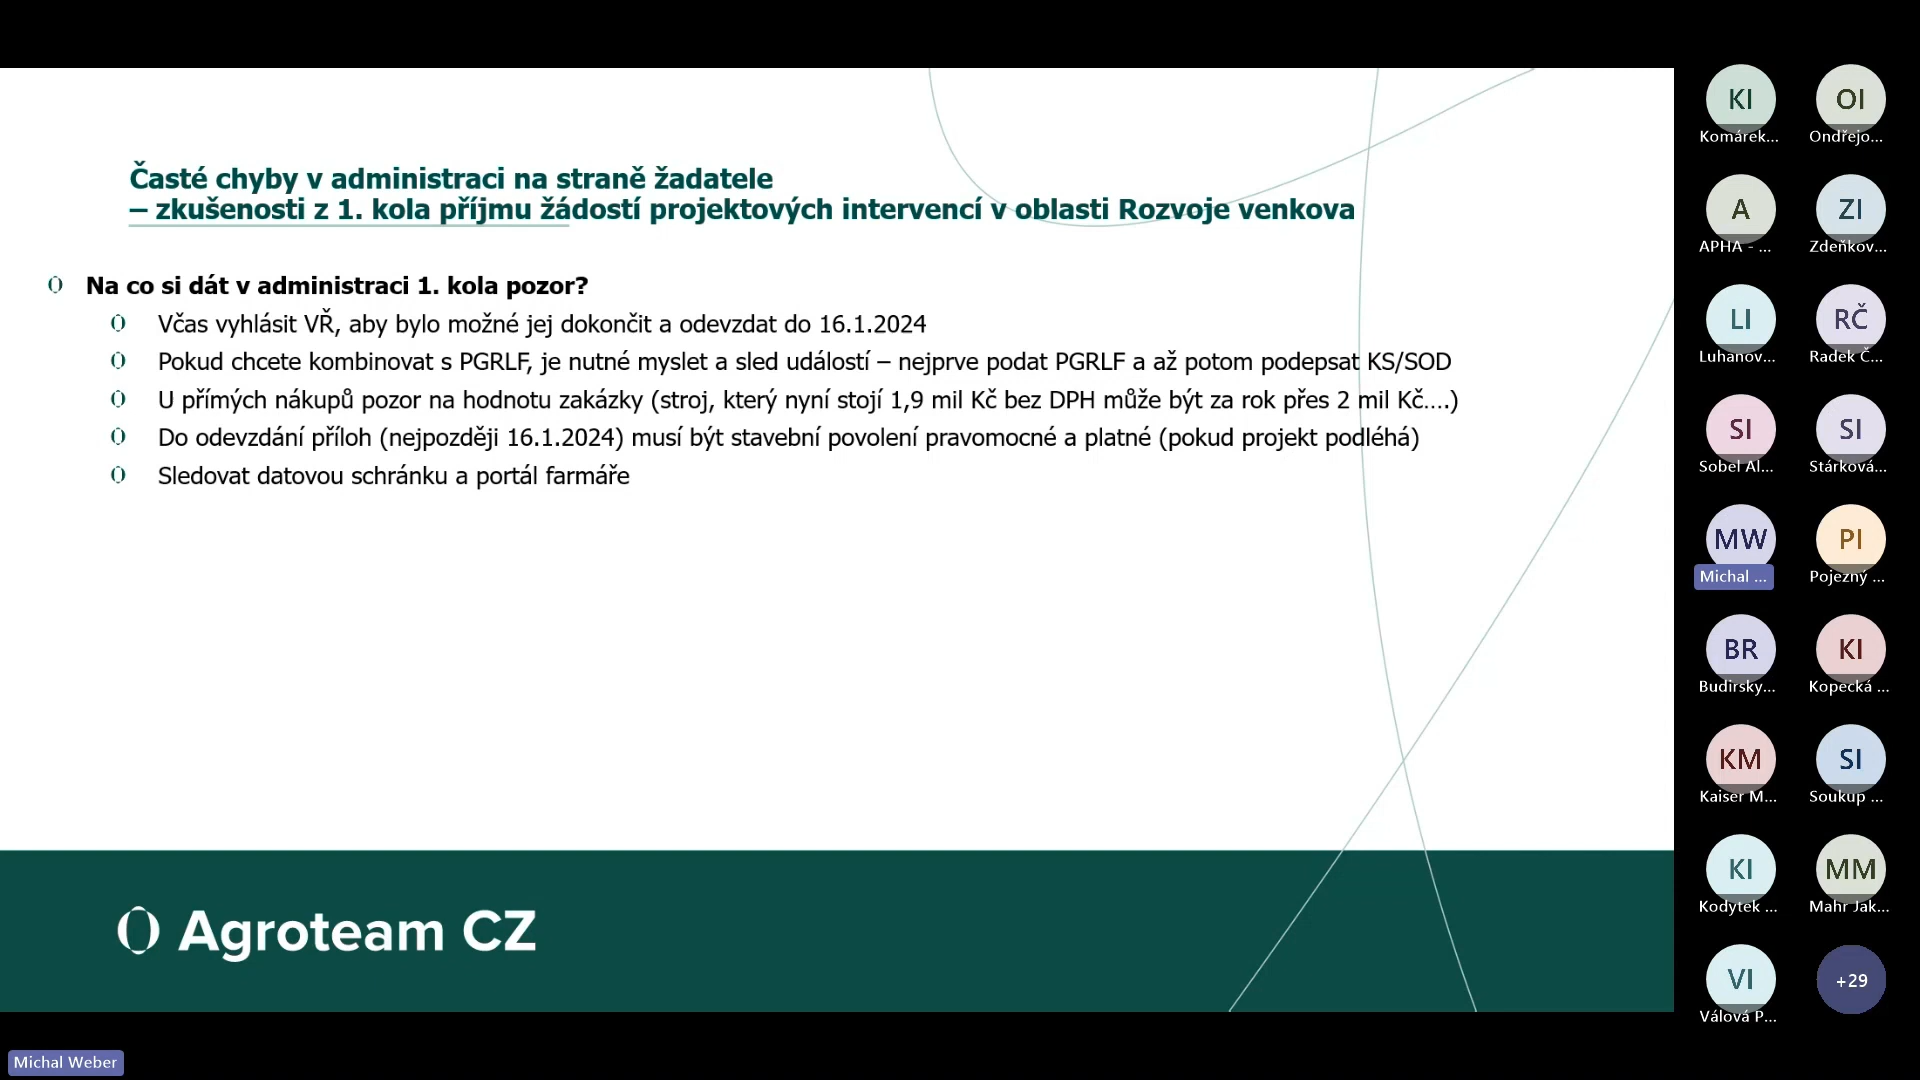 Časté chyby v administraci na straně žadatele
– zkušenosti z 1. kola příjmu žádostí projektových intervencí v oblasti Rozvoje venkova
Na co si dát v administraci 1. kola pozor?
Včas vyhlásit VŘ, aby bylo možné jej dokončit a odevzdat do 16.1.2024
Pokud chcete kombinovat s PGRLF, je nutné myslet a sled událostí – nejprve podat PGRLF a až potom podepsat KS/SOD
U přímých nákupů pozor na hodnotu zakázky (stroj, který nyní stojí 1,9 mil Kč bez DPH může být za rok přes 2 mil Kč....)
Do odevzdání příloh (nejpozději 16.1.2024) musí být stavební povolení pravomocné a platné (pokud projekt podléhá)
Sledovat datovou schránku a portál farmáře
Agroteam CZ
Michal Weber
KI
Komárek...
OI
Ondřejo...
A
APHA - ...
ZI
Zdeňkov...
LI
Luhanov...
RČ
Radek Č...
SI
Sobel Al...
SI
Stárková...
MW
Michal ...
PI
Pojezný ...
BR
Budirsky...
KI
Kopecká ...
KM
Kaiser M...
SI
Soukup ...
KI
Kodytek ...
MM
Mahr Jak...
VI
Válová P...
+29